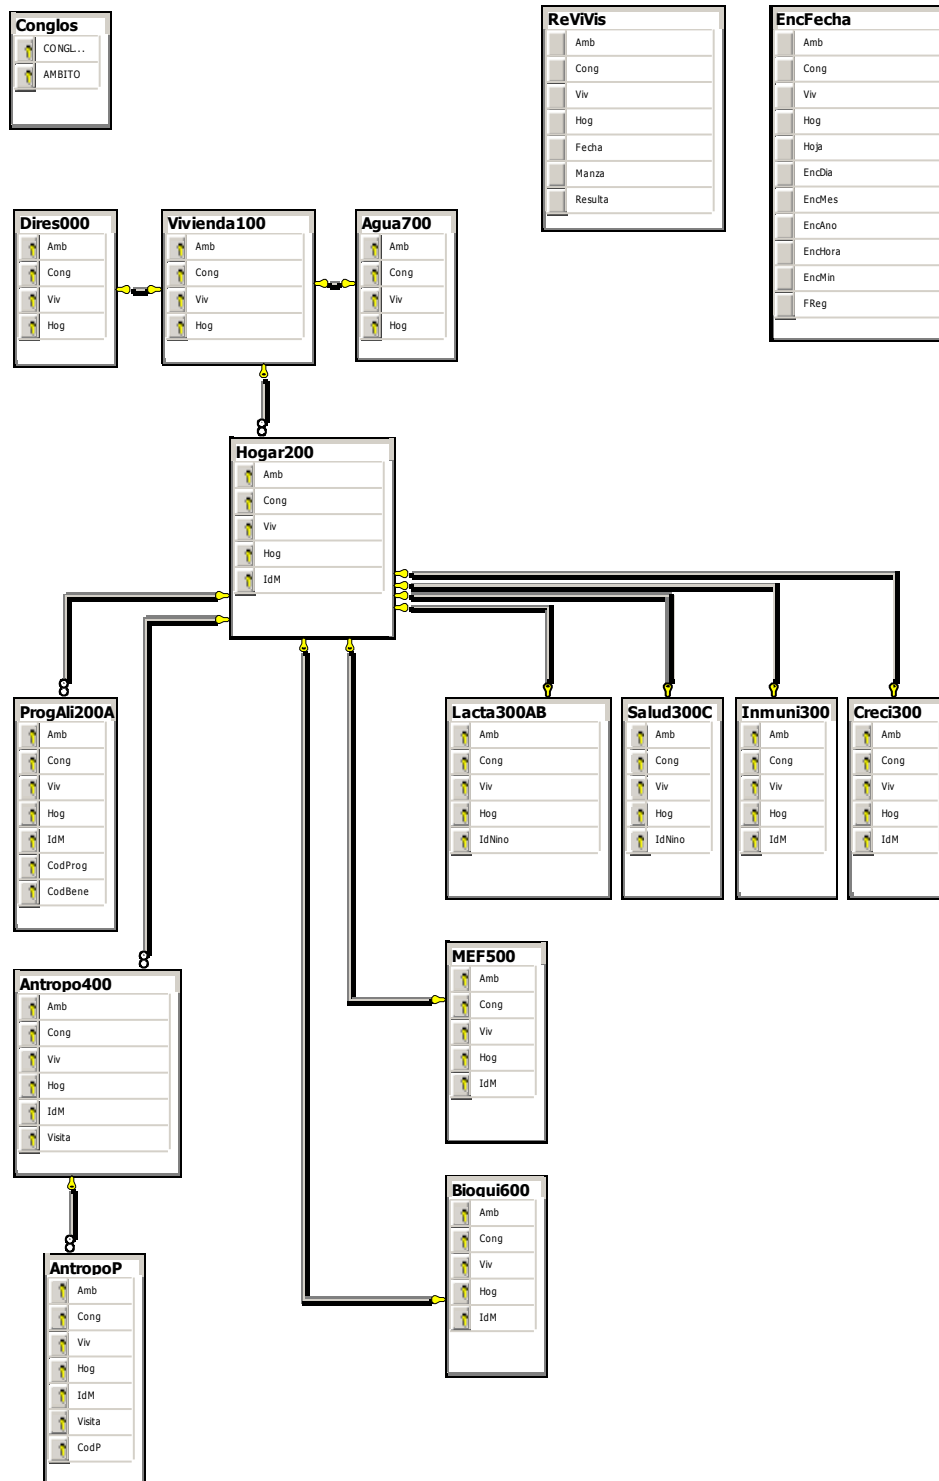 Conglos
CONGL...
AMBITO
ReViVis
Amb
Cong
Viv
Hog
Fecha
Manza
Resulta
EncFecha
Amb
Cong
Viv
Hog
Hoja
EncDia
EncMes
EncAno
EncHora
EncMin
FReg
Dires000
Amb
Cong
Viv
Hog
Vivienda100
Amb
Cong
Viv
Hog
Agua700
Amb
Cong
Viv
Hog
Hogar200
Amb
Cong
Viv
Hog
IdM
ProgAli200A
Amb
Cong
Viv
Hog
IdM
CodProg
CodBene
Lacta300AB
Amb
Cong
Viv
Hog
IdNino
Salud300C
Amb
Cong
Viv
Hog
IdNino
Inmuni300
Amb
Cong
Viv
Hog
IdM
Creci300
Amb
Cong
Viv
Hog
IdM
Antropo400
Amb
Cong
Viv
Hog
IdM
Visita
MEF500
Amb
Cong
Viv
Hog
IdM
Bioqui600
Amb
Cong
Viv
Hog
IdM
AntropoP
Amb
Cong
Viv
Hog
IdM
Visita
CodP